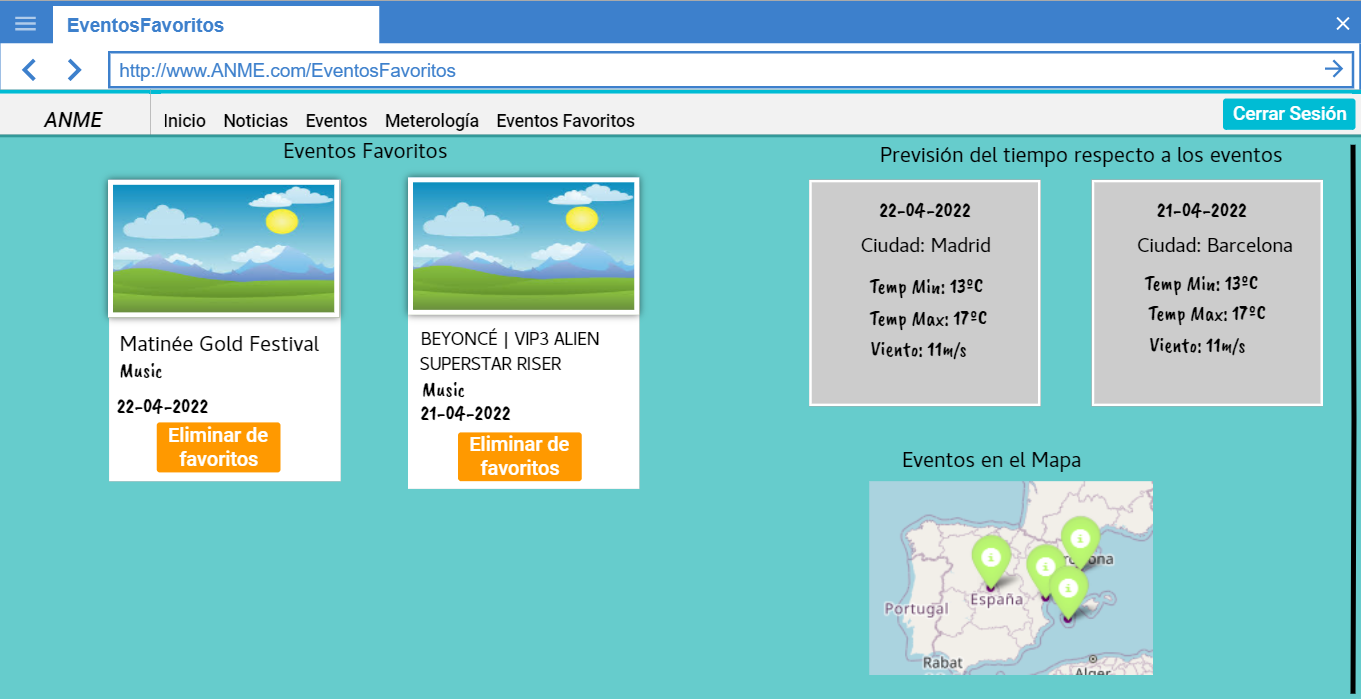 EventosFavoritos
http://www.ANME.com/EventosFavoritos
ANME
Inicio Noticias Eventos Meterología Eventos Favoritos
Cerrar Sesión
Eventos Favoritos
Matinée Gold Festival
Music
22-04-2022
Eliminar de
favoritos
BEYONCÉ | VIP3 ALIEN
SUPERSTAR RISER
Music
21-04-2022
Eliminar de
favoritos
Previsión del tiempo respecto a los eventos
22-04-2022
Ciudad: Madrid
Temp Min: 13ºC
Temp Max: 17ºC
Viento: 11m/s
21-04-2022
Ciudad: Barcelona
Temp Min: 13ºC
Temp Max: 17ºC
Viento: 11m/s
Eventos en el Mapa
España
Portugal
Rabat